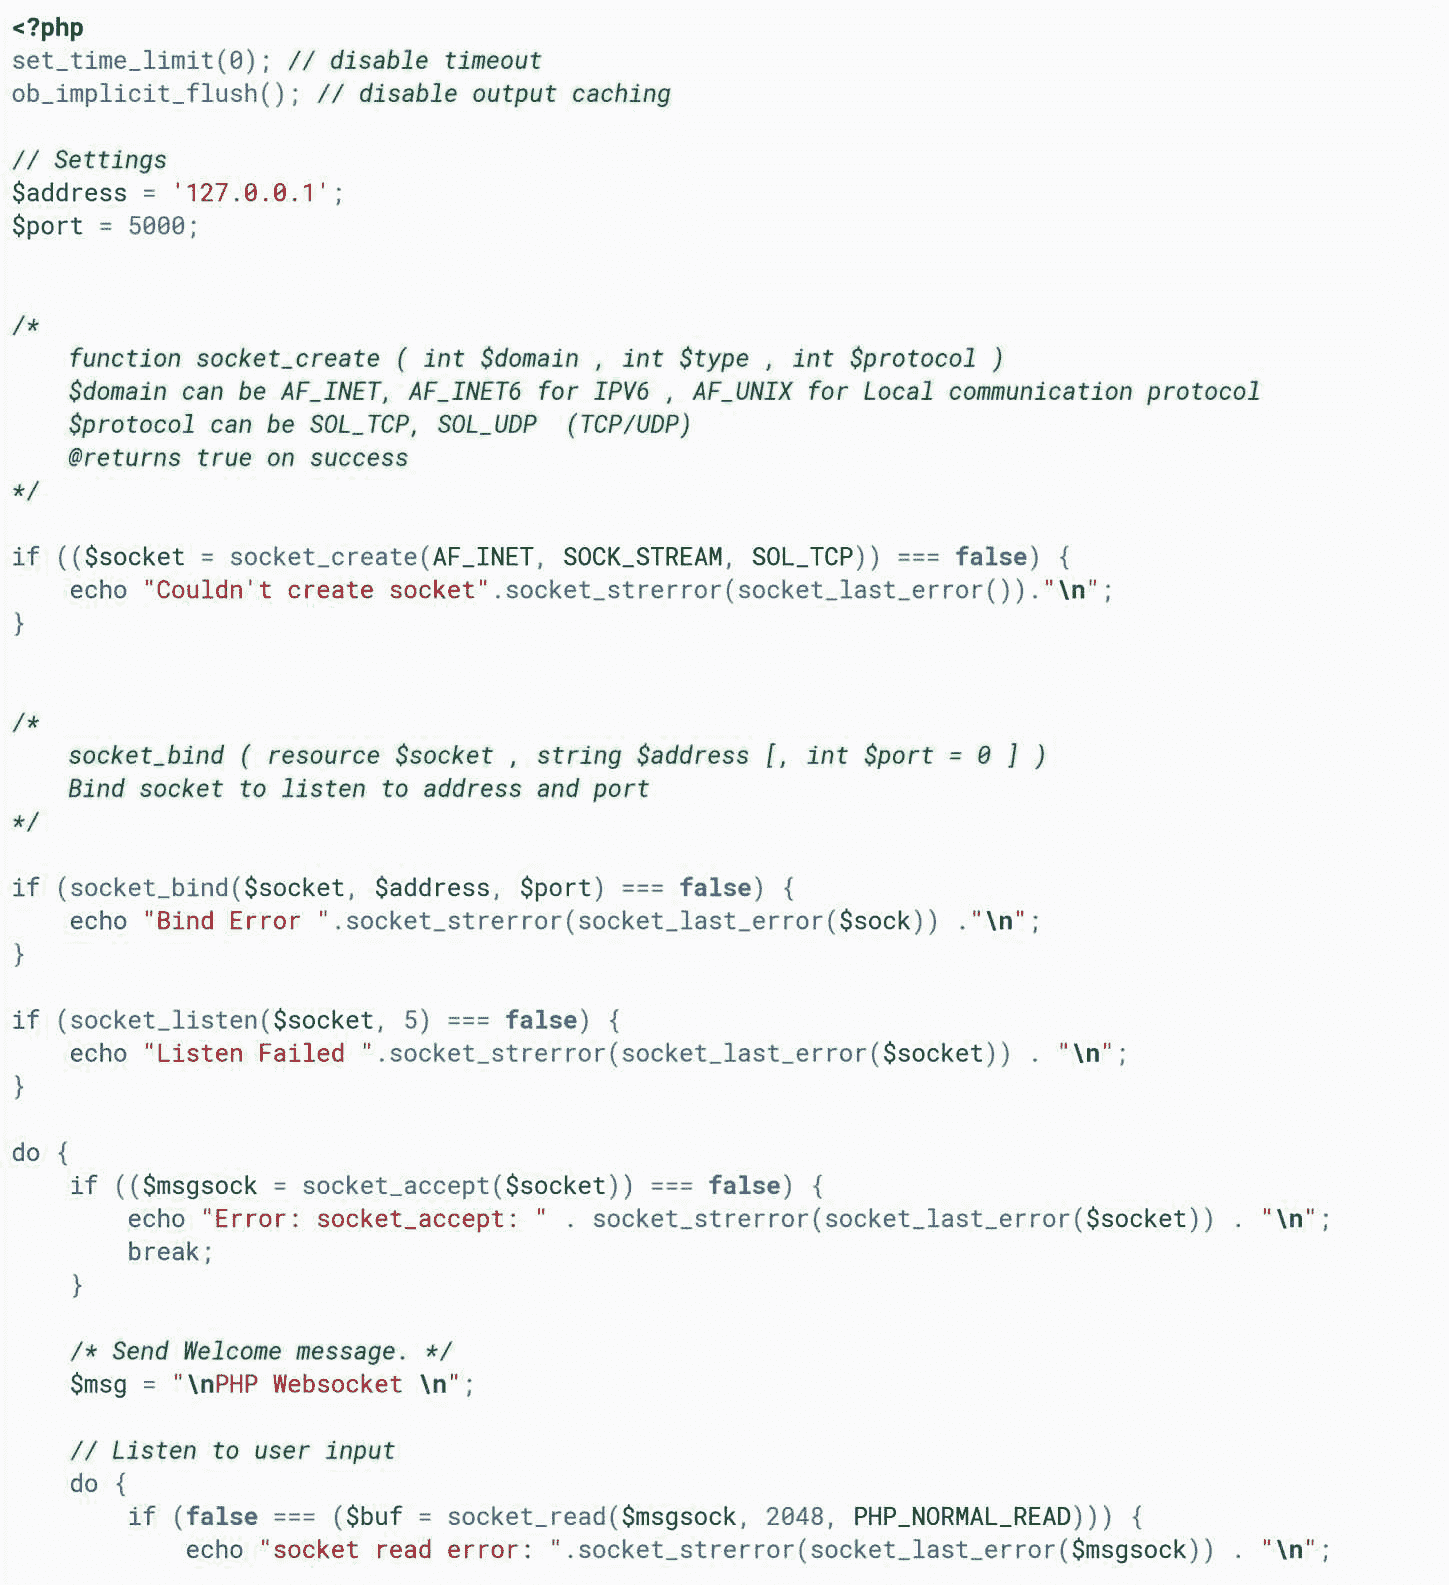 <?php
set_time_limit(0); // disable timeout
ob_implicit_flush(); // disable output caching

// Settings
$address = '127.0.0.1';
$port = 5000;


/*
    function socket_create ( int $domain , int $type , int $protocol )
    $domain can be AF_INET, AF_INET6 for IPV6 , AF_UNIX for Local communication protocol
    $protocol can be SOL_TCP, SOL_UDP  (TCP/UDP)
    @returns true on success
*/

if (($socket = socket_create(AF_INET, SOCK_STREAM, SOL_TCP)) === false) {
    echo "Couldn't create socket".socket_strerror(socket_last_error())."\n";
}


/*
    socket_bind ( resource $socket , string $address [, int $port = 0 ] )
    Bind socket to listen to address and port
*/

if (socket_bind($socket, $address, $port) === false) {
    echo "Bind Error ".socket_strerror(socket_last_error($sock)) ."\n";
}

if (socket_listen($socket, 5) === false) {
    echo "Listen Failed ".socket_strerror(socket_last_error($socket)) . "\n";
}

do {
    if (($msgsock = socket_accept($socket)) === false) {
        echo "Error: socket_accept: " . socket_strerror(socket_last_error($socket)) . "\n";
        break;
    }

    /* Send Welcome message. */
    $msg = "\nPHP Websocket \n";

    // Listen to user input
    do {
        if (false === ($buf = socket_read($msgsock, 2048, PHP_NORMAL_READ))) {
            echo "socket read error: ".socket_strerror(socket_last_error($msgsock)) . "\n";